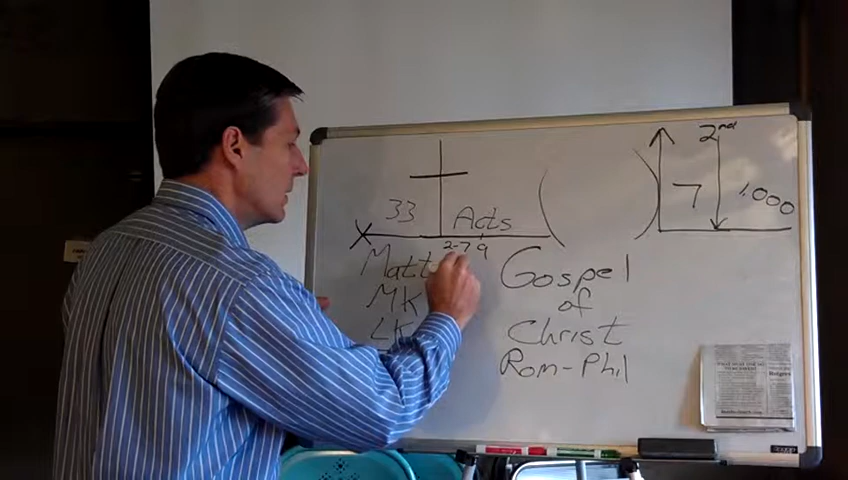 2nd
33
Acts
7
1,000
2-7 9
Matt
MK
LK
Gospel
of
Christ
Rom-Phil